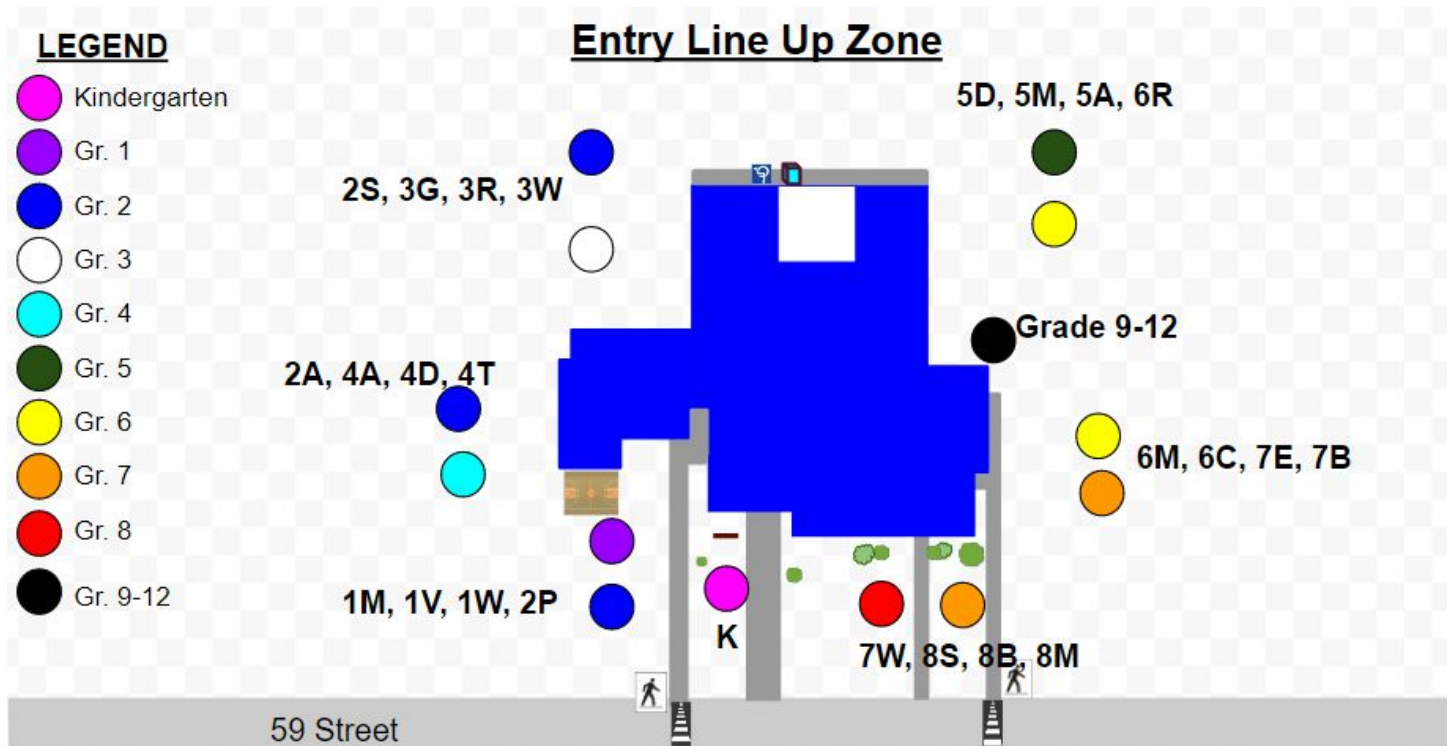 LEGEND
Kindergarten
Gr. 1
Gr. 2
Gr. 3
Gr. 4
Gr. 5
Gr. 6
Gr. 7
Gr. 8
Gr. 9-12
Entry Line Up Zone
5D, 5M, 5A, 6R
2S, 3G, 3R, 3W
Grade 9-12
2A, 4A, 4D, 4T
6M, 6C, 7E, 7B
1M, 1V, 1W, 2P
K
7W, 8S, 8B, 8M
59 Street